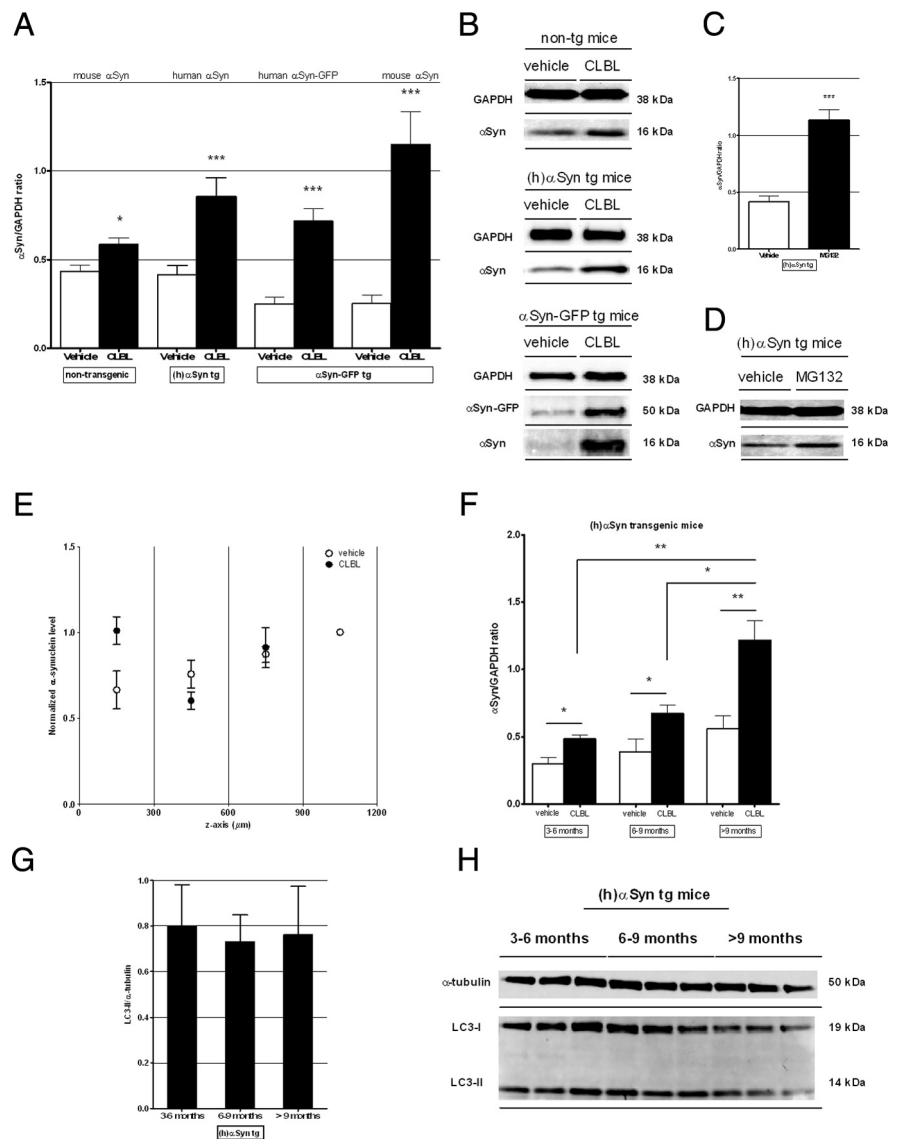 A
mouse αSyn human αSyn human αSyn-GFP mouse αSyn
αSyn/GAPDH ratio
1.5
1.0
0.5
0.0
* *** *** ***
Vehicle CLBL Vehicle CLBL Vehicle CLBL Vehicle CLBL
non-transgenic (h)αSyn tg αSyn-GFP tg
B
non-tg mice
vehicle CLBL
GAPDH 38 kDa
αSyn 16 kDa
(h)αSyn tg mice
vehicle CLBL
GAPDH 38 kDa
αSyn 16 kDa
αSyn-GFP tg mice
vehicle CLBL
GAPDH 38 kDa
αSyn-GFP 50 kDa
αSyn 16 kDa
C
αSyn/GAPDH ratio
1.5
1.0
0.5
0.0
***
Vehicle MG132
(h)αSyn tg
D
(h)αSyn tg mice
vehicle MG132
GAPDH 38 kDa
αSyn 16 kDa
E
Normalized α-synuclein level
1.5
1.0
0.5
0.0
vehicle
CLBL
0 300 600 900 1200
z-axis (μm)
F
(h)αSyn transgenic mice
αSyn/GAPDH ratio
2.0
1.5
1.0
0.5
0.0
**
*
**
*
*
vehicle CLBL vehicle CLBL vehicle CLBL
3-6 months 6-9 months >9 months
G
LC3-II/α-tubulin
1.0
0.8
0.6
0.4
0.2
0.0
3-6 months 6-9 months > 9 months
(h)αSyn tg
H
(h)αSyn tg mice
3-6 months 6-9 months >9 months
α-tubulin 50 kDa
LC3-I 19 kDa
LC3-II 14 kDa